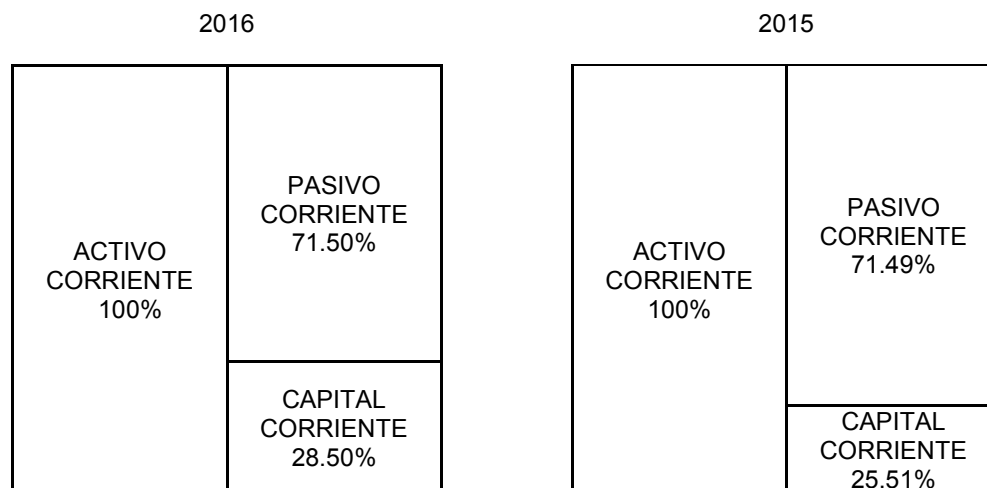 2016
ACTIVO
CORRIENTE
100%
PASIVO
CORRIENTE
71.50%
CAPITAL
CORRIENTE
28.50%
2015
ACTIVO
CORRIENTE
100%
PASIVO
CORRIENTE
71.49%
CAPITAL
CORRIENTE
25.51%